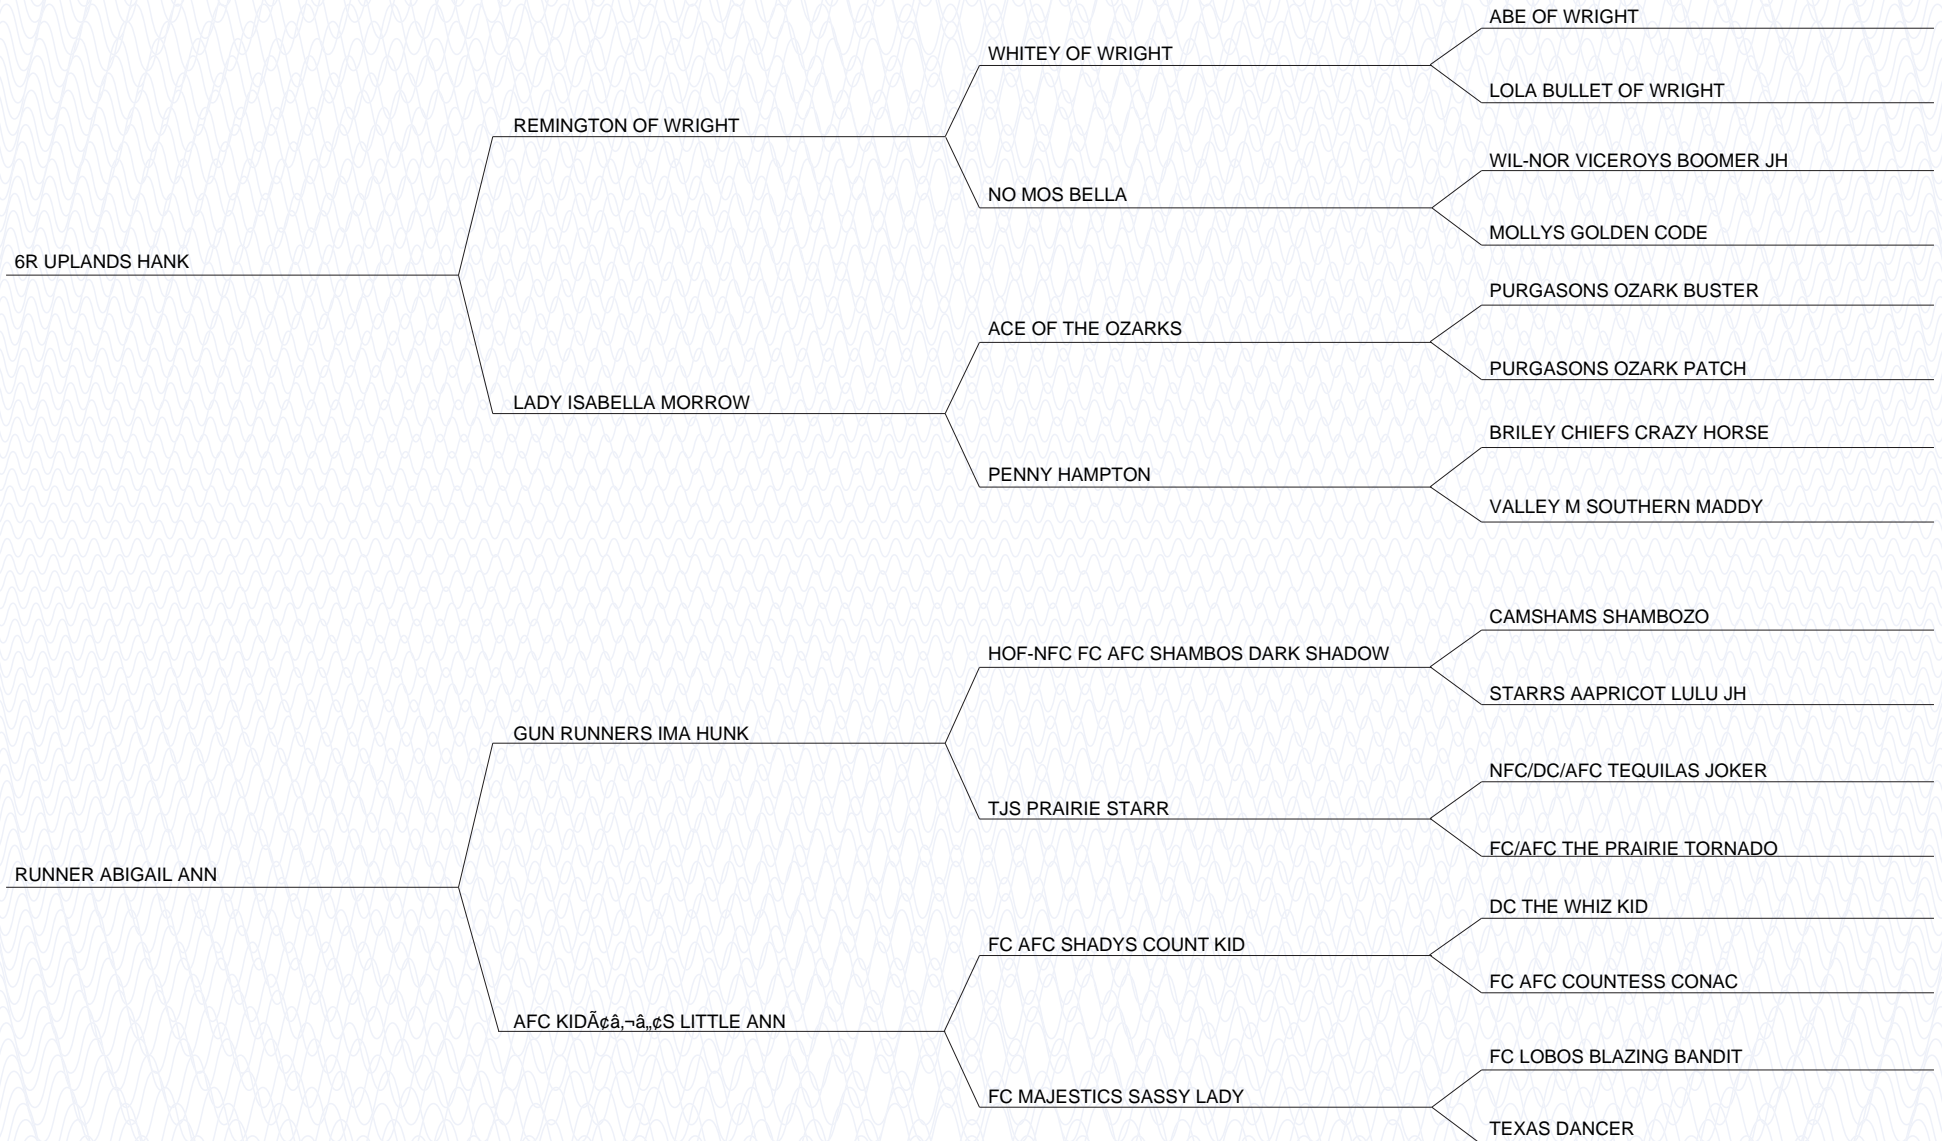 ABE OF WRIGHT
WHITEY OF WRIGHT
LOLA BULLET OF WRIGHT
REMINGTON OF WRIGHT
WIL-NOR VICEROYS BOOMER JH
NO MOS BELLA
MOLLYS GOLDEN CODE
6R UPLANDS HANK
PURGASONS OZARK BUSTER
ACE OF THE OZARKS
PURGASONS OZARK PATCH
LADY ISABELLA MORROW
BRILEY CHIEFS CRAZY HORSE
PENNY HAMPTON
VALLEY M SOUTHERN MADDY
CAMSHAMS SHAMBOZO
HOF-NFC FC AFC SHAMBOS DARK SHADOW
STARRS AAPRICOT LULU JH
GUN RUNNERS IMA HUNK
NFC/DC/AFC TEQUILAS JOKER
TJS PRAIRIE STARR
FC/AFC THE PRAIRIE TORNADO
RUNNER ABIGAIL ANN
DC THE WHIZ KID
FC AFC SHADYS COUNT KID
FC AFC COUNTESS CONAC
AFC KIDÃ¢â‚¬â„¢S LITTLE ANN
FC LOBOS BLAZING BANDIT
FC MAJESTICS SASSY LADY
TEXAS DANCER